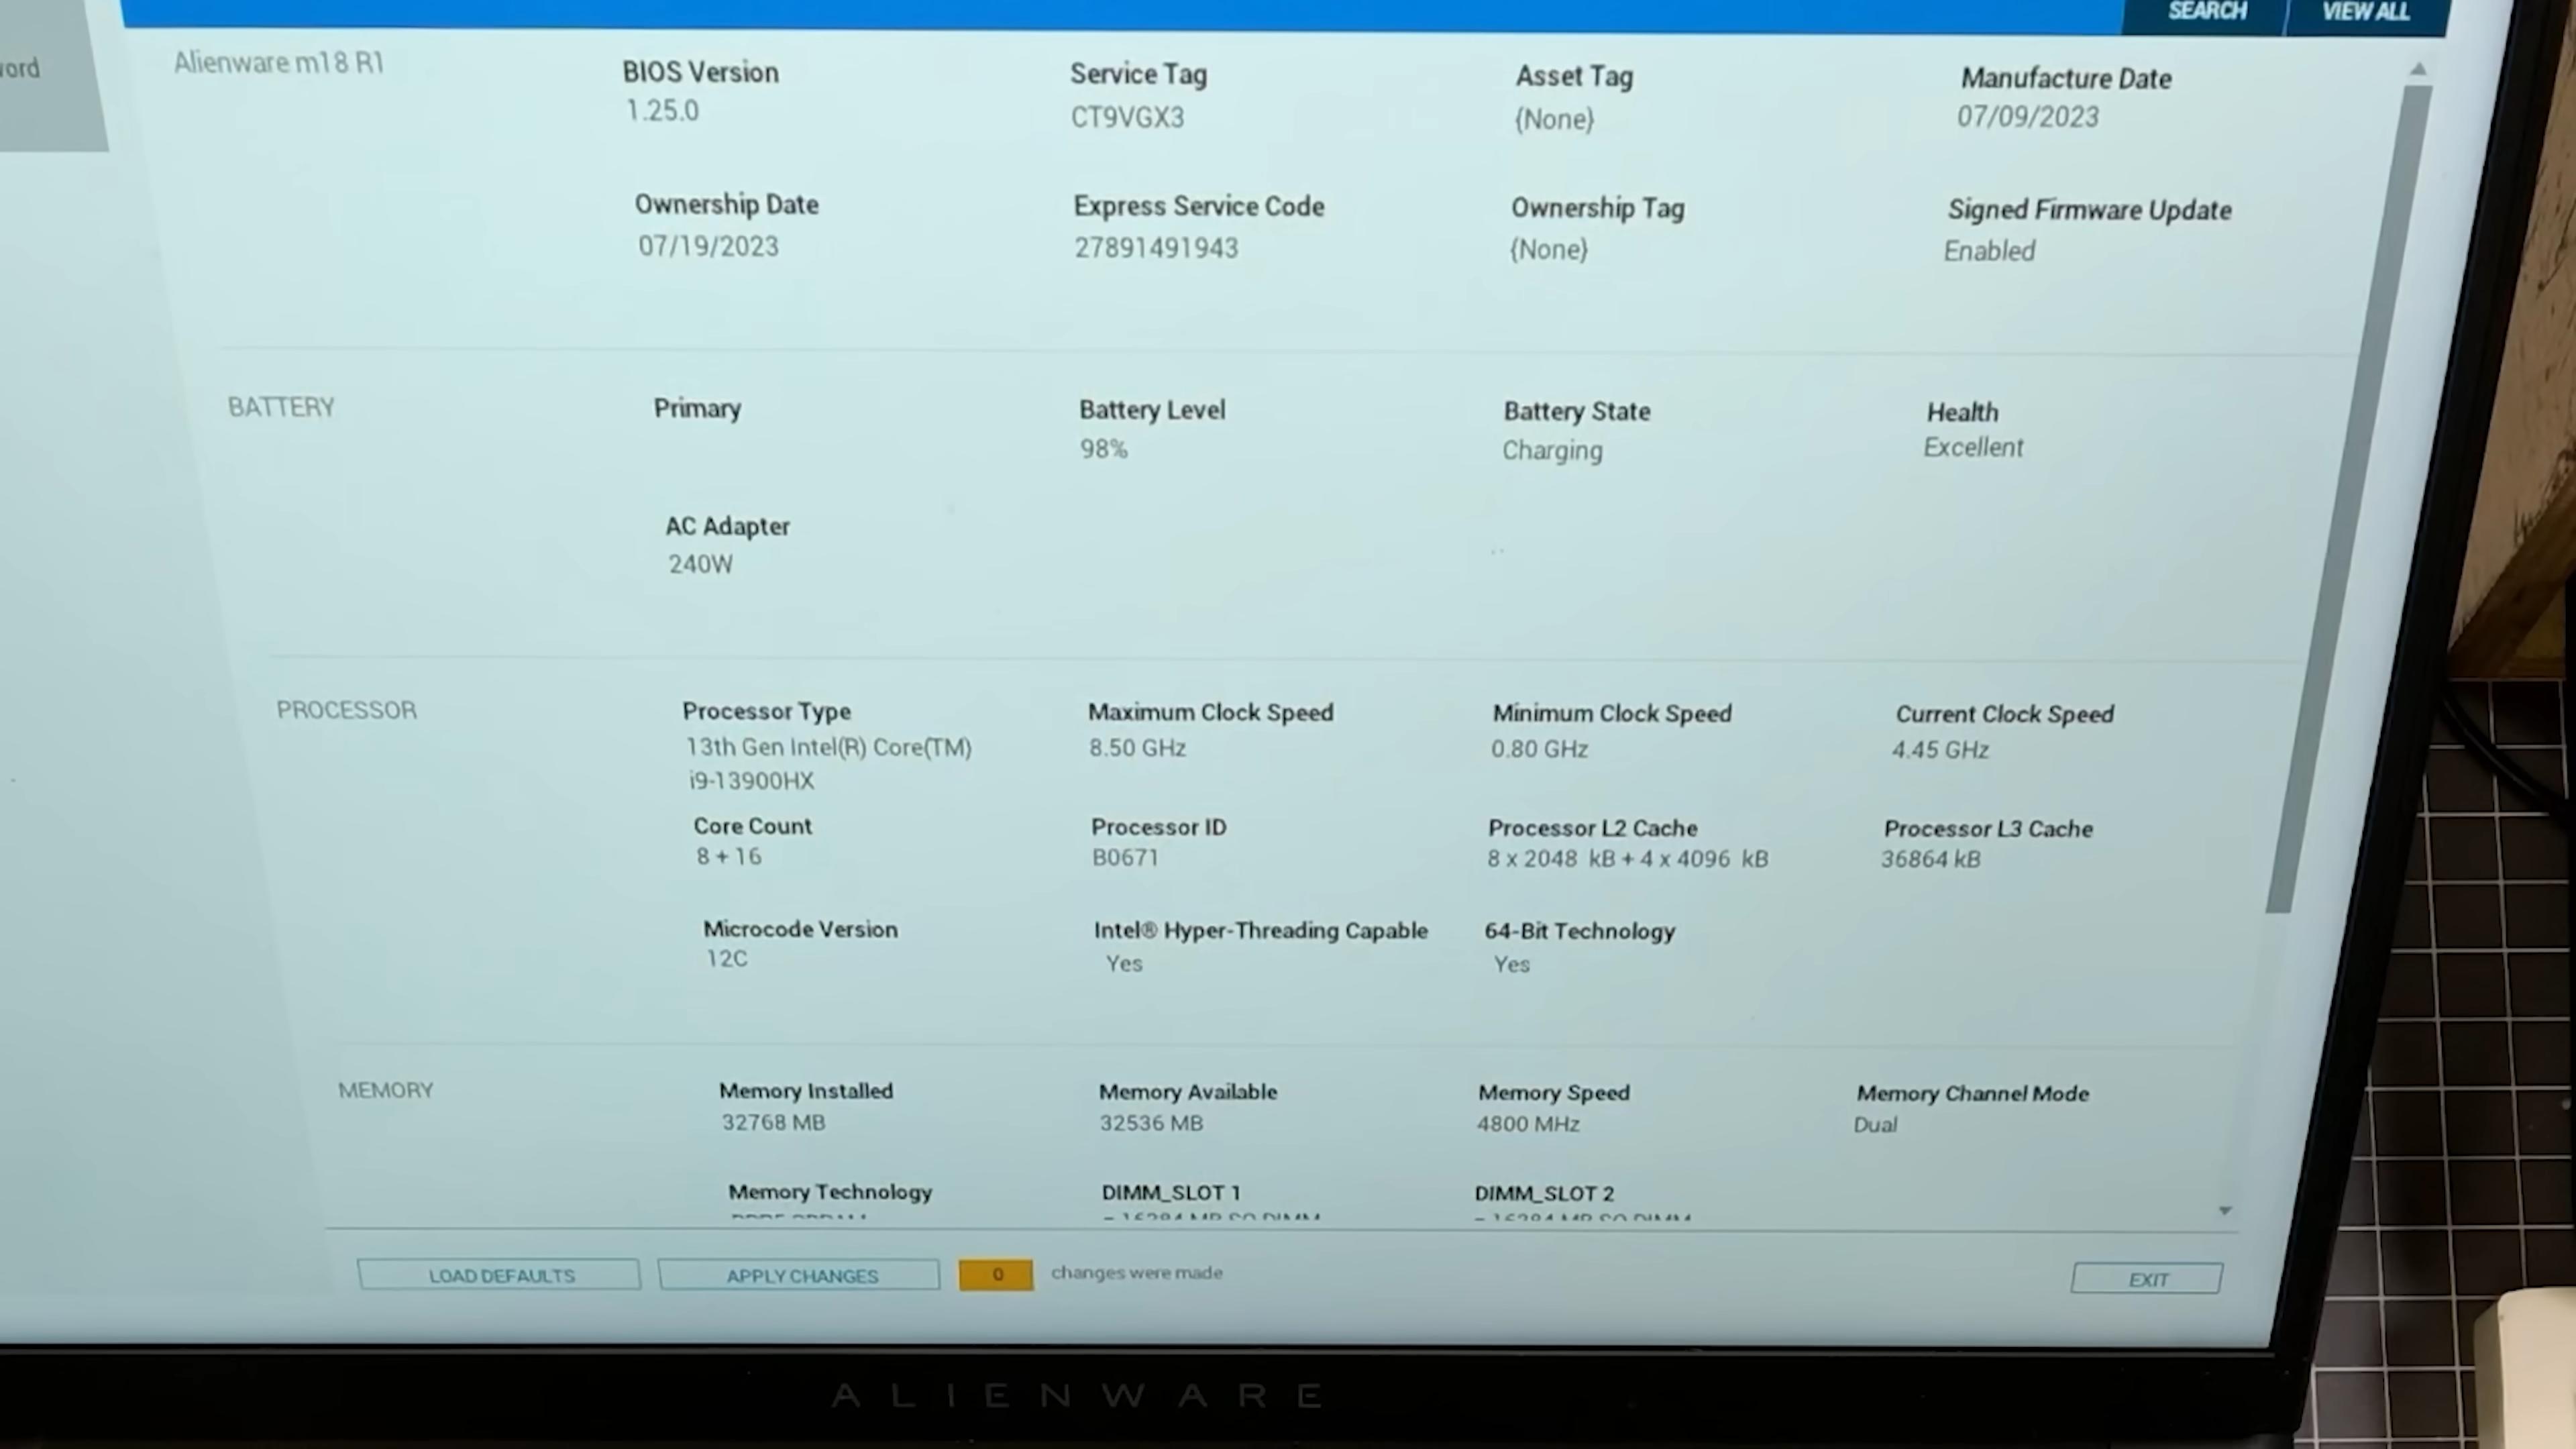 SEARCH
VIEW ALL
Alienware m18 R1
BIOS Version
1.25.0
Service Tag
CT9VGX3
Asset Tag
{None}
Manufacture Date
07/09/2023
Ownership Date
07/19/2023
Express Service Code
27891491943
Ownership Tag
{None}
Signed Firmware Update
Enabled
BATTERY
Primary
Battery Level
98%
Battery State
Charging
Health
Excellent
AC Adapter
240W
PROCESSOR
Processor Type
13th Gen Intel(R) Core(TM)
i9-13900HX
Maximum Clock Speed
8.50 GHz
Minimum Clock Speed
0.80 GHz
Current Clock Speed
4.45 GHz
Core Count
8 + 16
Processor ID
B0671
Processor L2 Cache
8 x 2048 kB + 4 x 4096 kB
Processor L3 Cache
36864 kB
Microcode Version
12C
Intel® Hyper-Threading Capable
Yes
64-Bit Technology
Yes
MEMORY
Memory Installed
32768 MB
Memory Available
32536 MB
Memory Speed
4800 MHz
Memory Channel Mode
Dual
Memory Technology
DIMM_SLOT 1
DIMM_SLOT 2
LOAD DEFAULTS
APPLY CHANGES
0
changes were made
EXIT
ALIENWARE